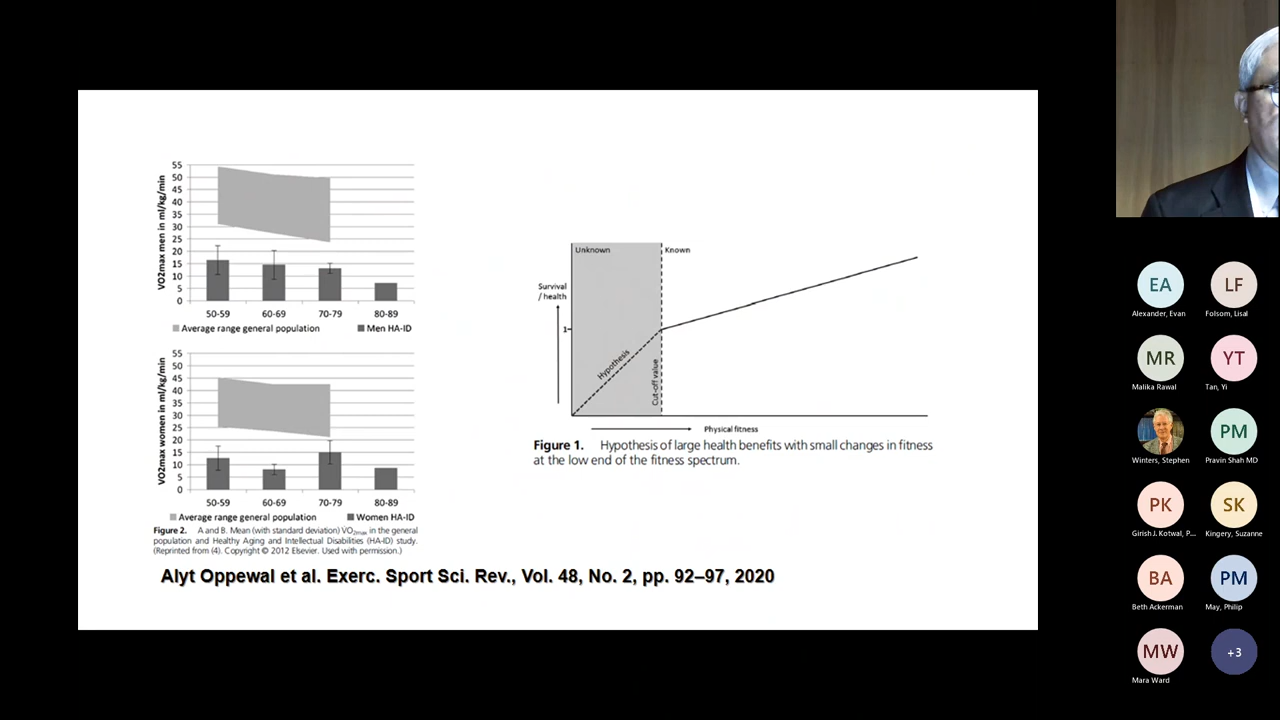 VO2max men in ml/kg/min
55
50
45
40
35
30
25
20
15
10
5
0
50-59 60-69 70-79 80-89
Average range general population Men HA-ID
VO2max women in ml/kg/min
55
50
45
40
35
30
25
20
15
10
5
0
50-59 60-69 70-79 80-89
Average range general population Women HA-ID
Figure 2. A and B. Mean (with standard deviation) V̇O2max in the general
population and Healthy Aging and Intellectual Disabilities (HA-ID) study.
(Reprinted from (4). Copyright © 2012 Elsevier. Used with permission.)
Unknown Known
Survival
/ health
1
Hypothesis
Cut-off value
Physical fitness
Figure 1. Hypothesis of large health benefits with small changes in fitness
at the low end of the fitness spectrum.
Alyt Oppewal et al. Exerc. Sport Sci. Rev., Vol. 48, No. 2, pp. 92–97, 2020
EA LF
Alexander, Evan Folsom, Lisal
MR YT
Malika Rawal Tan, Yi
PM
Winters, Stephen Pravin Shah MD
PK SK
Girish J. Kotwal, P... Kingery, Suzanne
BA PM
Beth Ackerman May, Philip
MW +3
Mara Ward